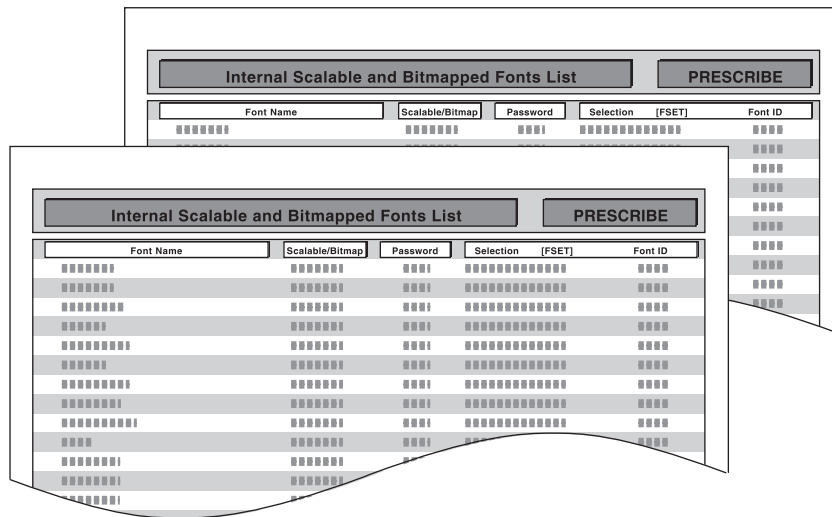 Internal Scalable and Bitmapped Fonts List PRESCRIBE
Font Name Scalable/Bitmap Password Selection [FSET] Font ID
Internal Scalable and Bitmapped Fonts List PRESCRIBE
Font Name Scalable/Bitmap Password Selection [FSET] Font ID